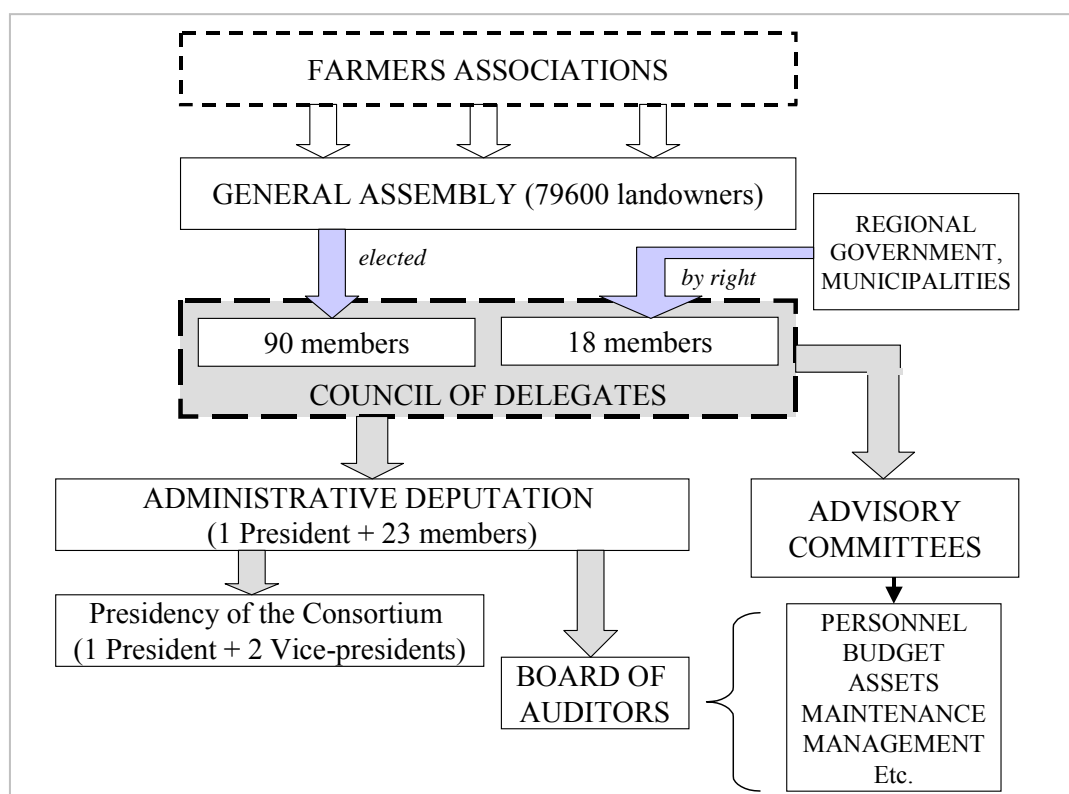 FARMERS ASSOCIATIONS
GENERAL ASSEMBLY (79600 landowners)
REGIONAL
GOVERNMENT,
MUNICIPALITIES
elected
by right
90 members
18 members
COUNCIL OF DELEGATES
ADMINISTRATIVE DEPUTATION
(1 President + 23 members)
ADVISORY
COMMITTEES
Presidency of the Consortium
(1 President + 2 Vice-presidents)
BOARD OF
AUDITORS
PERSONNEL
BUDGET
ASSETS
MAINTENANCE
MANAGEMENT
Etc.